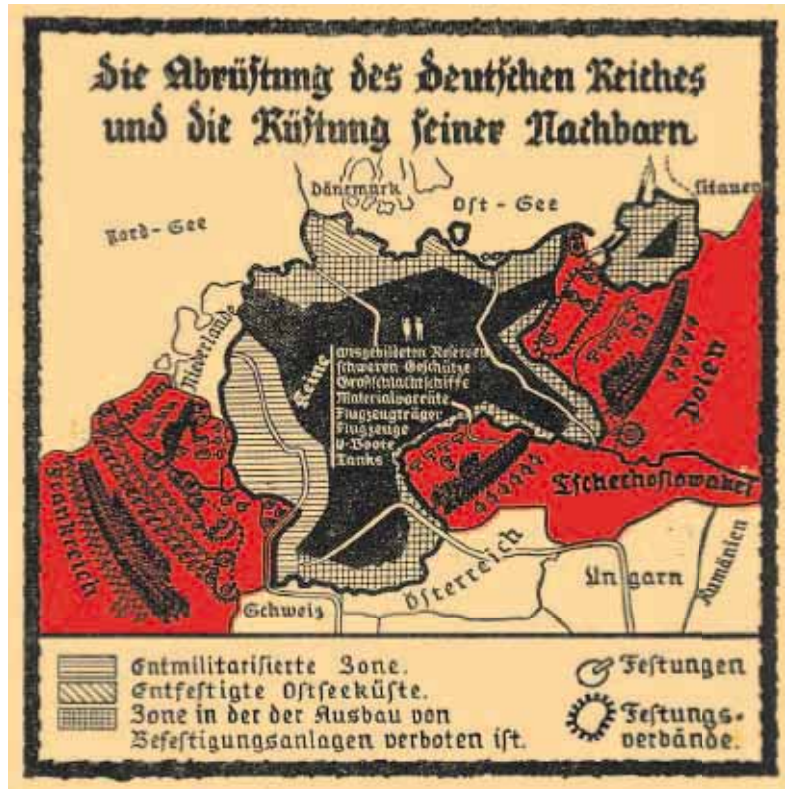 Die Abrüstung des Deutschen Reiches
und die Rüstung seiner Nachbarn
Dänemark
Litauen
Ost-See
Nord-See
Niederlande
Keine
ausgebildeten Reserven
schweren Geschütze
Großschlachtschiffe
Materialvorräte
Flugzeugträger
Flugzeuge
U-Boote
Tanks
Polen
Belgien
Frankreich
Tschechoslowakei
Schweiz
Österreich
Ungarn
Rumänien
Entmilitarisierte Zone.
Entfestigte Ostseeküste.
Zone in der der Ausbau von
Befestigungsanlagen verboten ist.
Festungen
Festungs-
verbände.